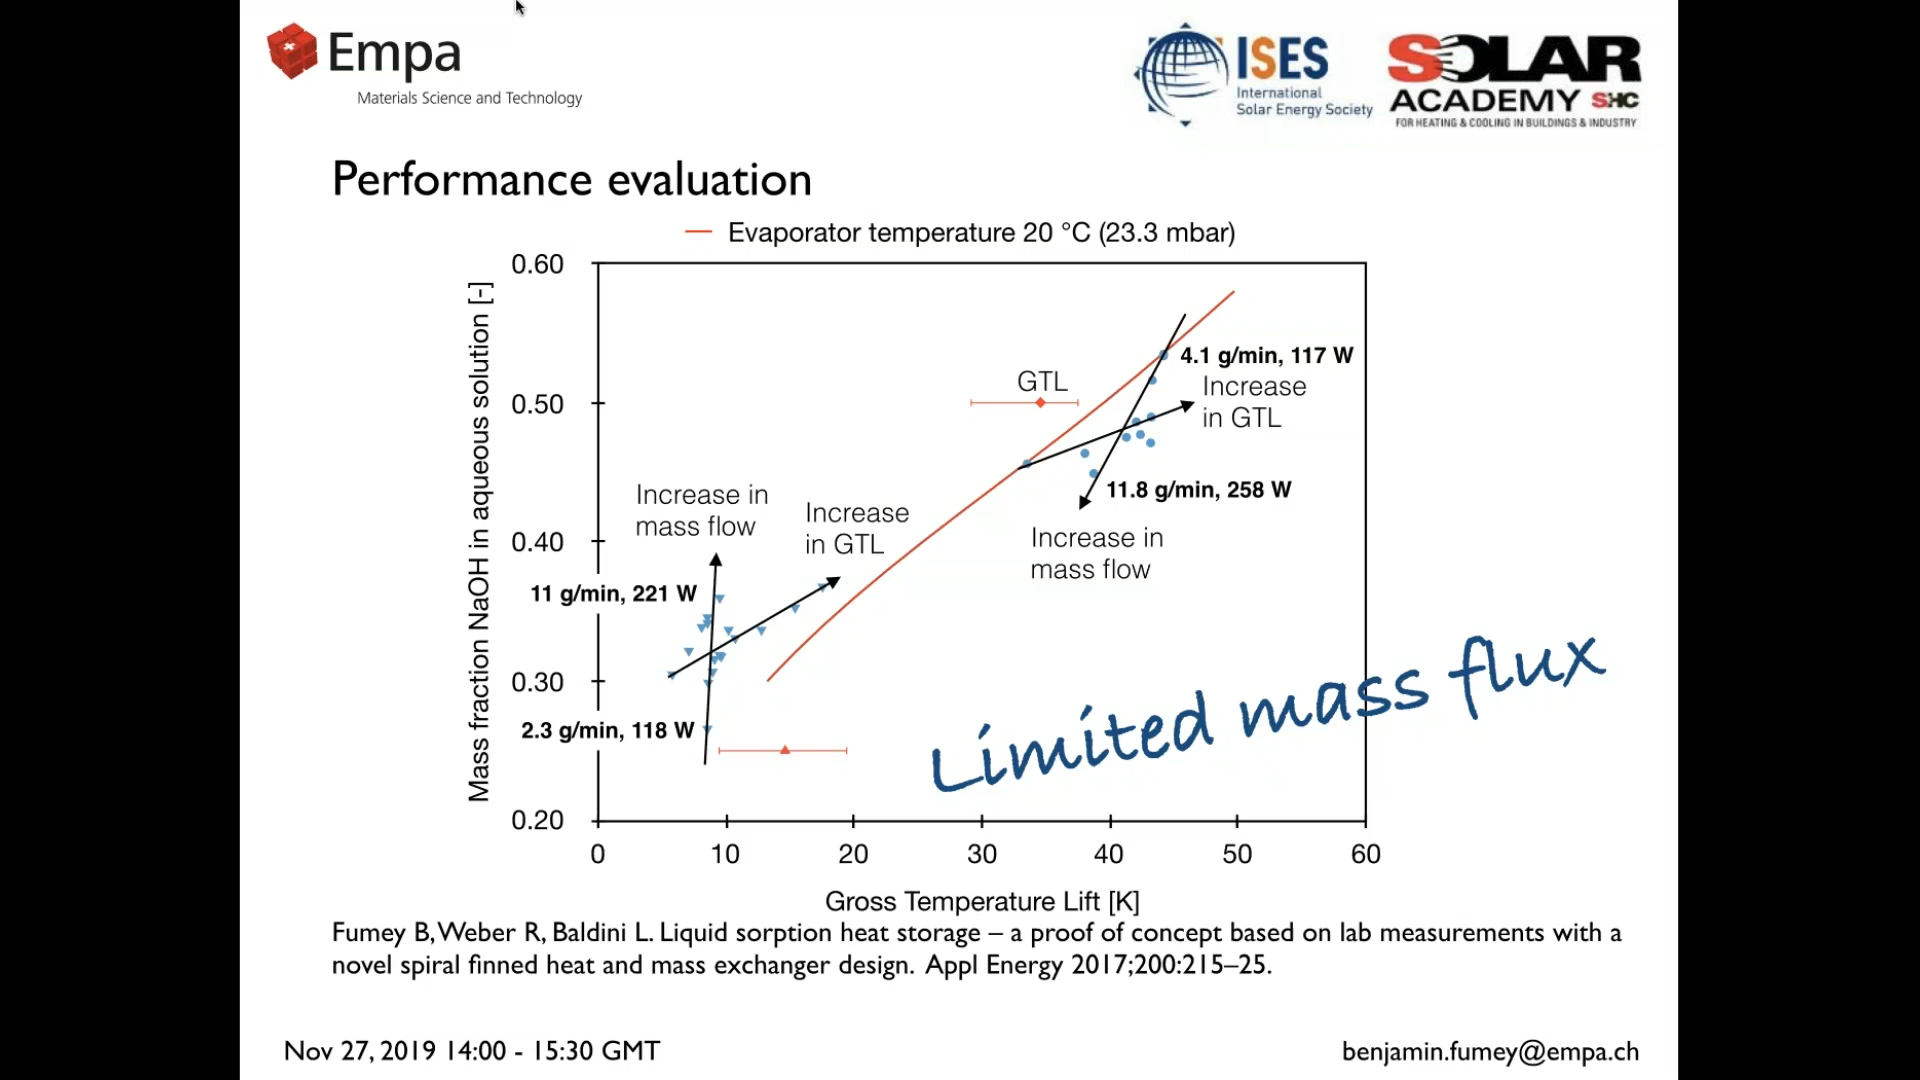 Empa
Materials Science and Technology
ISES
International
Solar Energy Society
SOLAR
ACADEMY SHC
FOR HEATING & COOLING IN BUILDINGS & INDUSTRY
Performance evaluation
Evaporator temperature 20 °C (23.3 mbar)
Mass fraction NaOH in aqueous solution [-]
0.60
0.50
0.40
0.30
0.20
4.1 g/min, 117 W
Increase
in GTL
GTL
11.8 g/min, 258 W
Increase in
mass flow
Increase in
mass flow
Increase
in GTL
11 g/min, 221 W
2.3 g/min, 118 W
Limited mass flux
0 10 20 30 40 50 60
Gross Temperature Lift [K]
Fumey B, Weber R, Baldini L. Liquid sorption heat storage – a proof of concept based on lab measurements with a
novel spiral finned heat and mass exchanger design. Appl Energy 2017;200:215–25.
Nov 27, 2019 14:00 - 15:30 GMT
benjamin.fumey@empa.ch